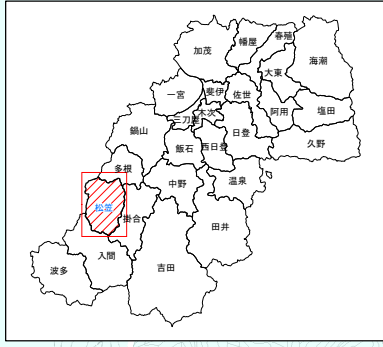 春殖
幡屋
加茂
海潮
大東
斐伊
一宮
佐世
木次
阿用
塩田
三刀屋
鍋山
日登
久野
飯石
西日登
多根
中野
温泉
松笠
掛合
田井
入間
吉田
波多